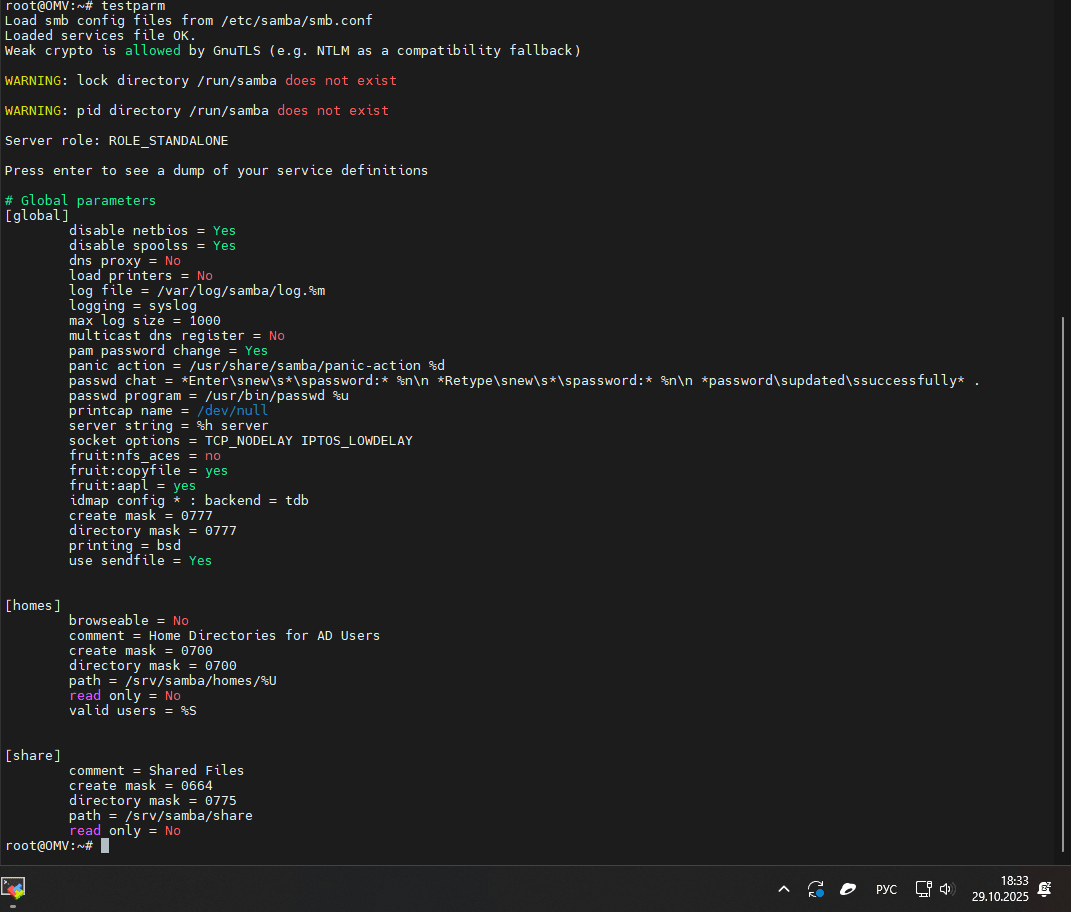 root@OMV:~# testparm
Load smb config files from /etc/samba/smb.conf
Loaded services file OK.
Weak crypto is allowed by GnuTLS (e.g. NTLM as a compatibility fallback)
WARNING: lock directory /run/samba does not exist
WARNING: pid directory /run/samba does not exist
Server role: ROLE_STANDALONE
Press enter to see a dump of your service definitions
# Global parameters
[global]
disable netbios = Yes
disable spoolss = Yes
dns proxy = No
load printers = No
log file = /var/log/samba/log.%m
logging = syslog
max log size = 1000
multicast dns register = No
pam password change = Yes
panic action = /usr/share/samba/panic-action %d
passwd chat = *Enter\snew\s*\spassword:* %n\n *Retype\snew\s*\spassword:* %n\n *password\supdated\ssuccessfully* .
passwd program = /usr/bin/passwd %u
printcap name = /dev/null
server string = %h server
socket options = TCP_NODELAY IPTOS_LOWDELAY
fruit:nfs_aces = no
fruit:copyfile = yes
fruit:aapl = yes
idmap config * : backend = tdb
create mask = 0777
directory mask = 0777
printing = bsd
use sendfile = Yes
[homes]
browseable = No
comment = Home Directories for AD Users
create mask = 0700
directory mask = 0700
path = /srv/samba/homes/%U
read only = No
valid users = %S
[share]
comment = Shared Files
create mask = 0664
directory mask = 0775
path = /srv/samba/share
read only = No
root@OMV:~#
РУС
18:33
29.10.2025